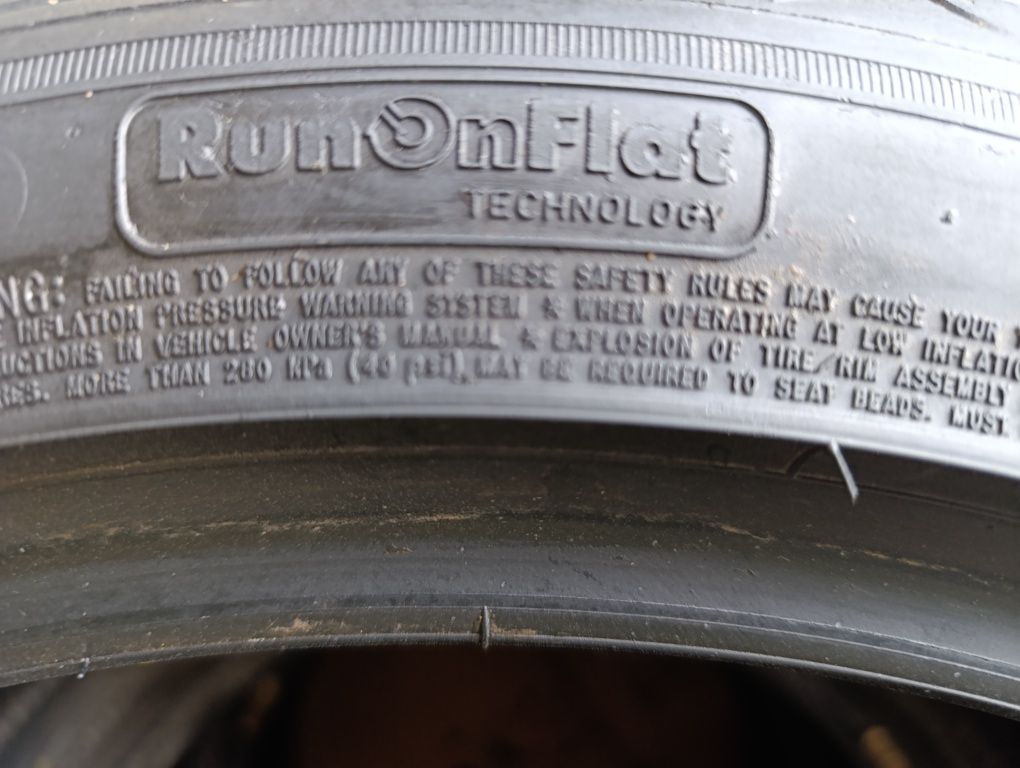 RunOnFlat
TECHNOLOGY
NG: FAILING TO FOLLOW ANY OF THESE SAFETY RULES MAY CAUSE YOUR
INFLATION PRESSURE WARNING SYSTEM & WHEN OPERATING AT LOW INFLATIO
UCTIONS IN VEHICLE OWNER'S MANUAL & EXPLOSION OF TIRE/RIM ASSEMBLY
RES. MORE THAN 280 KPa (40 psi), MAY BE REQUIRED TO SEAT BEADS. MUST